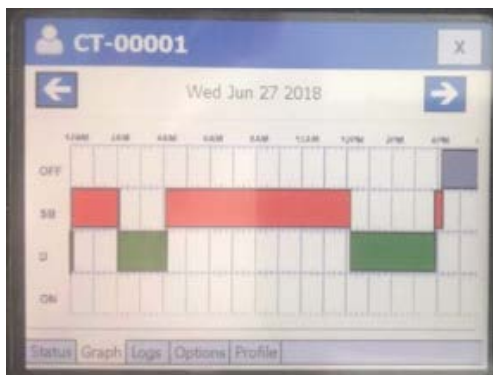 CT-00001
X
Wed Jun 27 2018
OFF
SB
D
ON
Status Graph Logs Options Profile